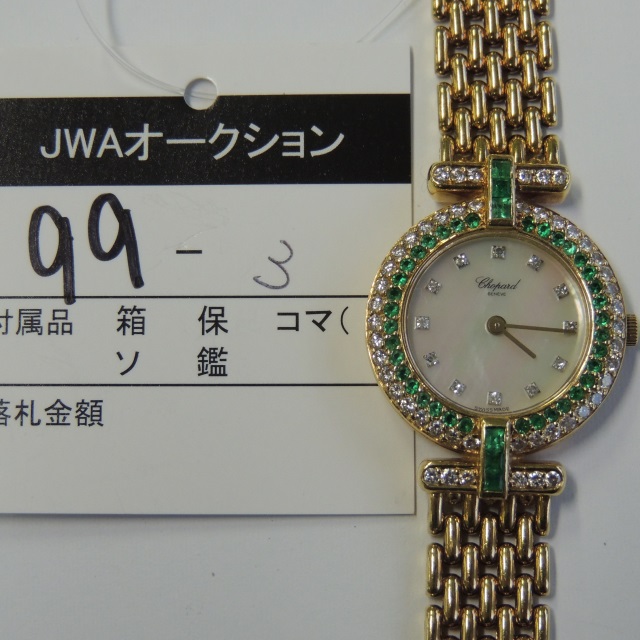 JWAオークション
99-3
付属品 箱 保 コマ(
ソ 鑑
落札金額
Chopard
GENEVE